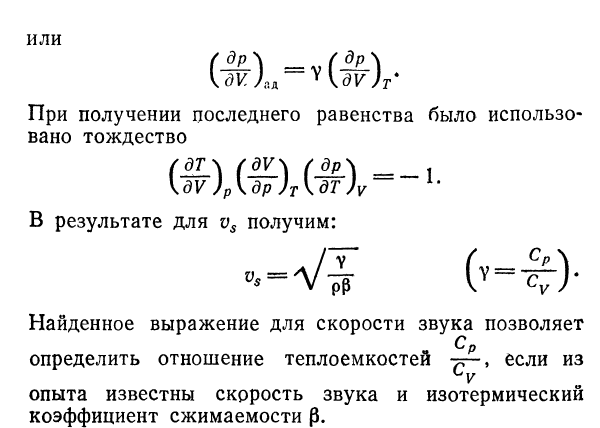 или
(∂p/∂V)ад = γ (∂p/∂V)T.
При получении последнего равенства было использо-
вано тождество
(∂T/∂V)p (∂V/∂p)T (∂p/∂T)V = — 1.
В результате для vs получим:
vs = √(γ/ρβ) (γ = Cp/CV).
Найденное выражение для скорости звука позволяет
определить отношение теплоемкостей Cp/CV, если из
опыта известны скорость звука и изотермический
коэффициент сжимаемости β.